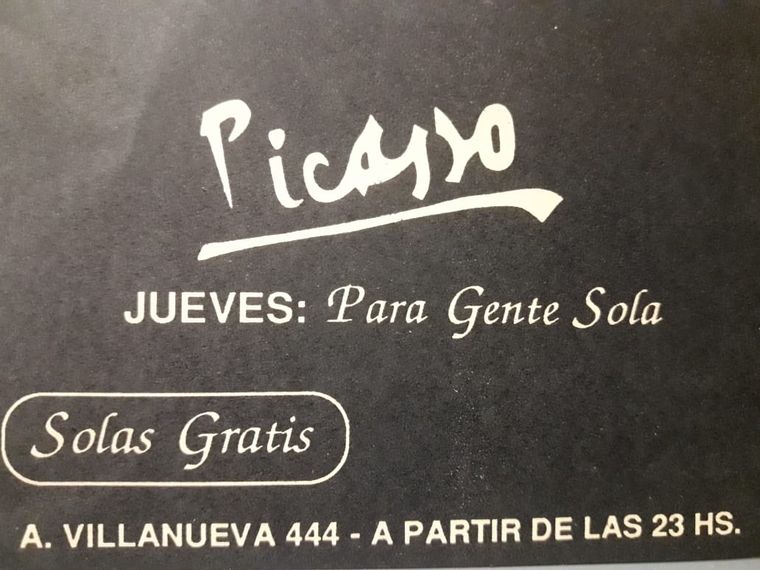 Picasso
JUEVES: Para Gente Sola
Solas Gratis
A. VILLANUEVA 444 - A PARTIR DE LAS 23 HS.